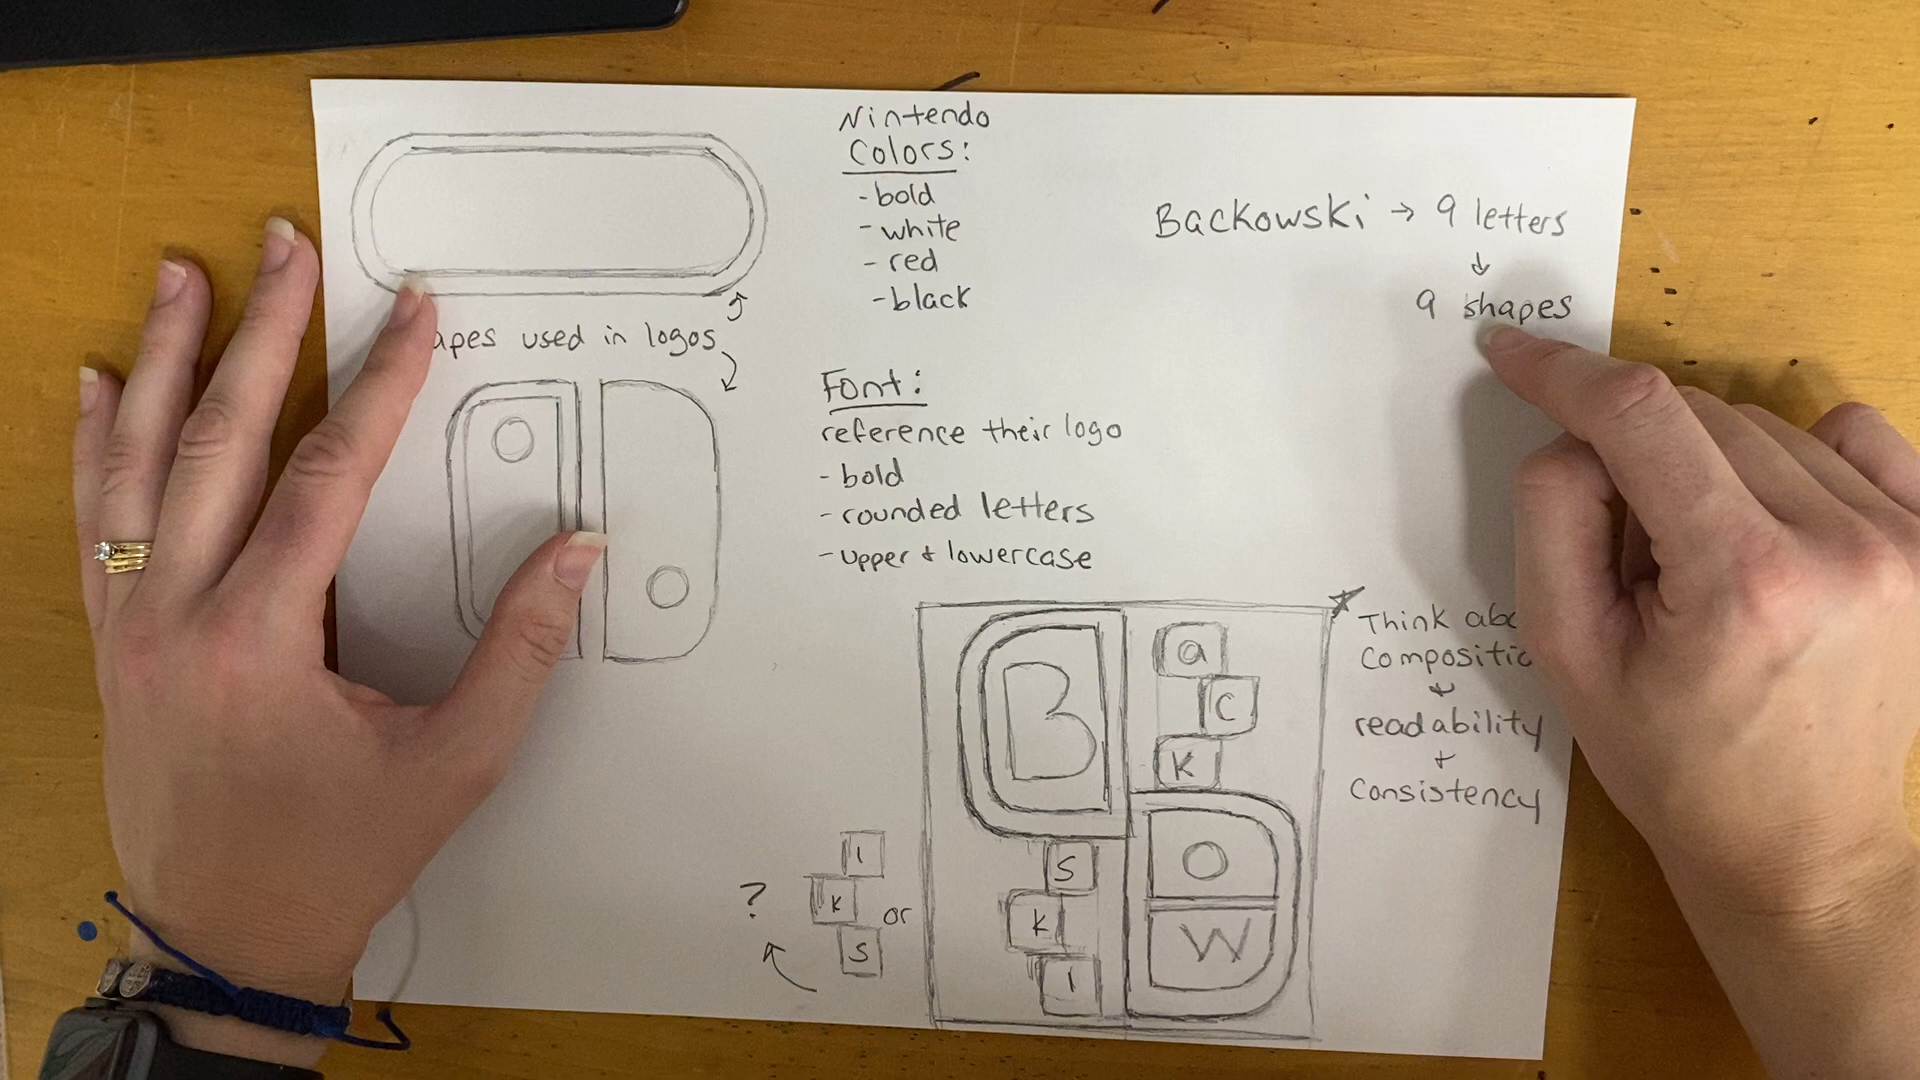 Nintendo
Colors:
- bold
- white
- red
- black
used in logos
Font:
reference their logo
- bold
- rounded letters
- upper + lowercase
Backowski → 9 letters
↓
9 shapes
Think
+
readability
+
Consistency
B
a
c
k
O
W
S
k
I
?
I
k
S
or